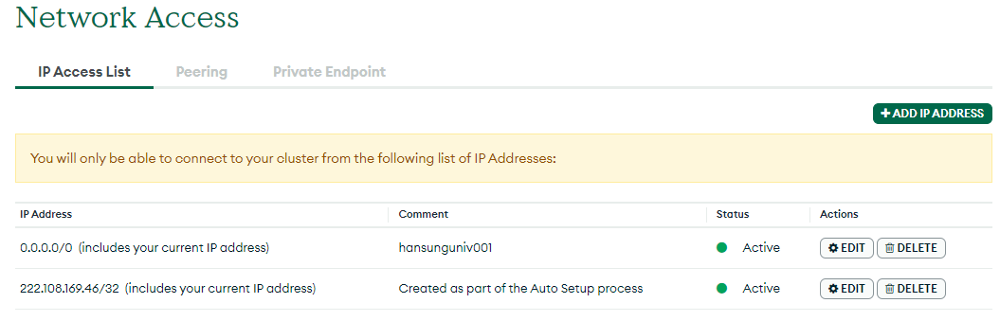 Network Access
IP Access List Peering Private Endpoint
+ ADD IP ADDRESS
You will only be able to connect to your cluster from the following list of IP Addresses:
IP Address Comment Status Actions
0.0.0.0/0 (includes your current IP address) hansunguniv001 Active EDIT DELETE
222.108.169.46/32 (includes your current IP address) Created as part of the Auto Setup process Active EDIT DELETE